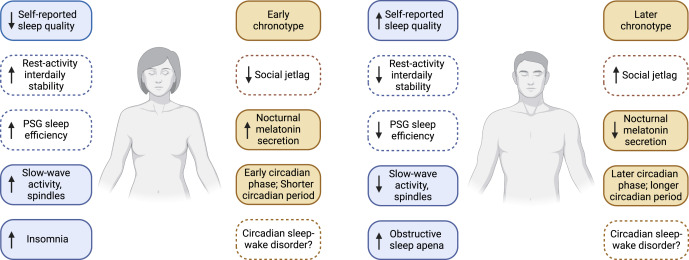 Self-reported
sleep quality
Rest-activity
interdaily
stability
PSG sleep
efficiency
Slow-wave
activity,
spindles
Insomnia
Early
chronotype
Social jetlag
Nocturnal
melatonin
secretion
Early circadian
phase; Shorter
circadian period
Circadian sleep-
wake disorder?
Self-reported
sleep quality
Rest-activity
interdaily
stability
PSG sleep
efficiency
Slow-wave
activity,
spindles
Obstructive
sleep apena
Later
chronotype
Social jetlag
Nocturnal
melatonin
secretion
Later circadian
phase; longer
circadian period
Circadian sleep-
wake disorder?